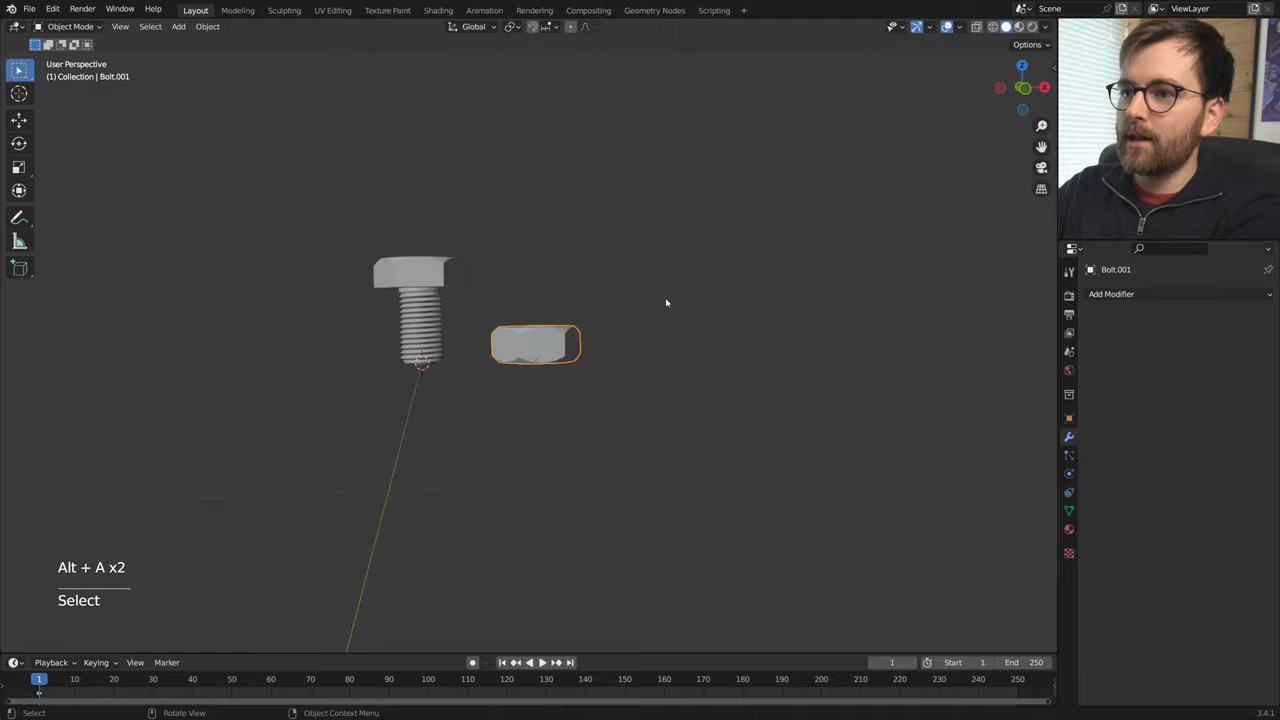 File Edit Render Window Help Layout Modeling Sculpting UV Editing Texture Paint Shading Animation Rendering Compositing Geometry Nodes Scripting + Scene ViewLayer
Object Mode View Select Add Object Global
Options
User Perspective
(1) Collection | Bolt.001
Z
X
Bolt.001
Add Modifier
Alt + A x2
Select
Playback Keying View Marker 1 Start 1 End 250
1 10 20 30 40 50 60 70 80 90 100 110 120 130 140 150 160 170 180 190 200 210 220 230 240 250
Select Rotate View Object Context Menu 3.4.1